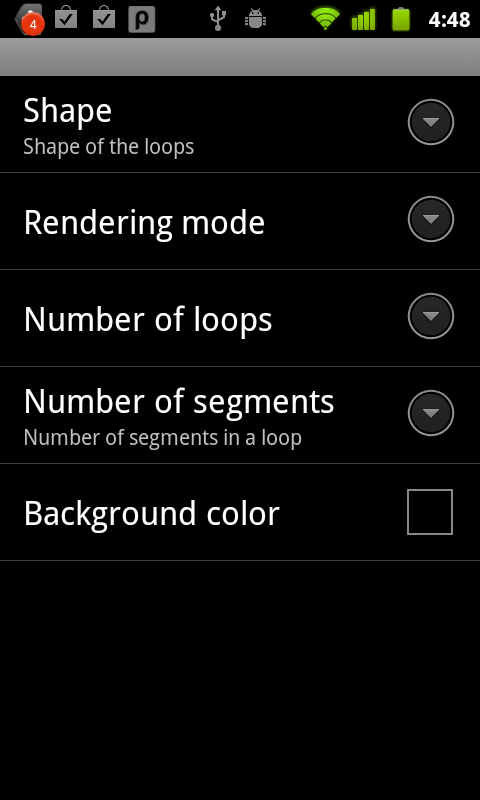 4
4:48
Shape
Shape of the loops
Rendering mode
Number of loops
Number of segments
Number of segments in a loop
Background color